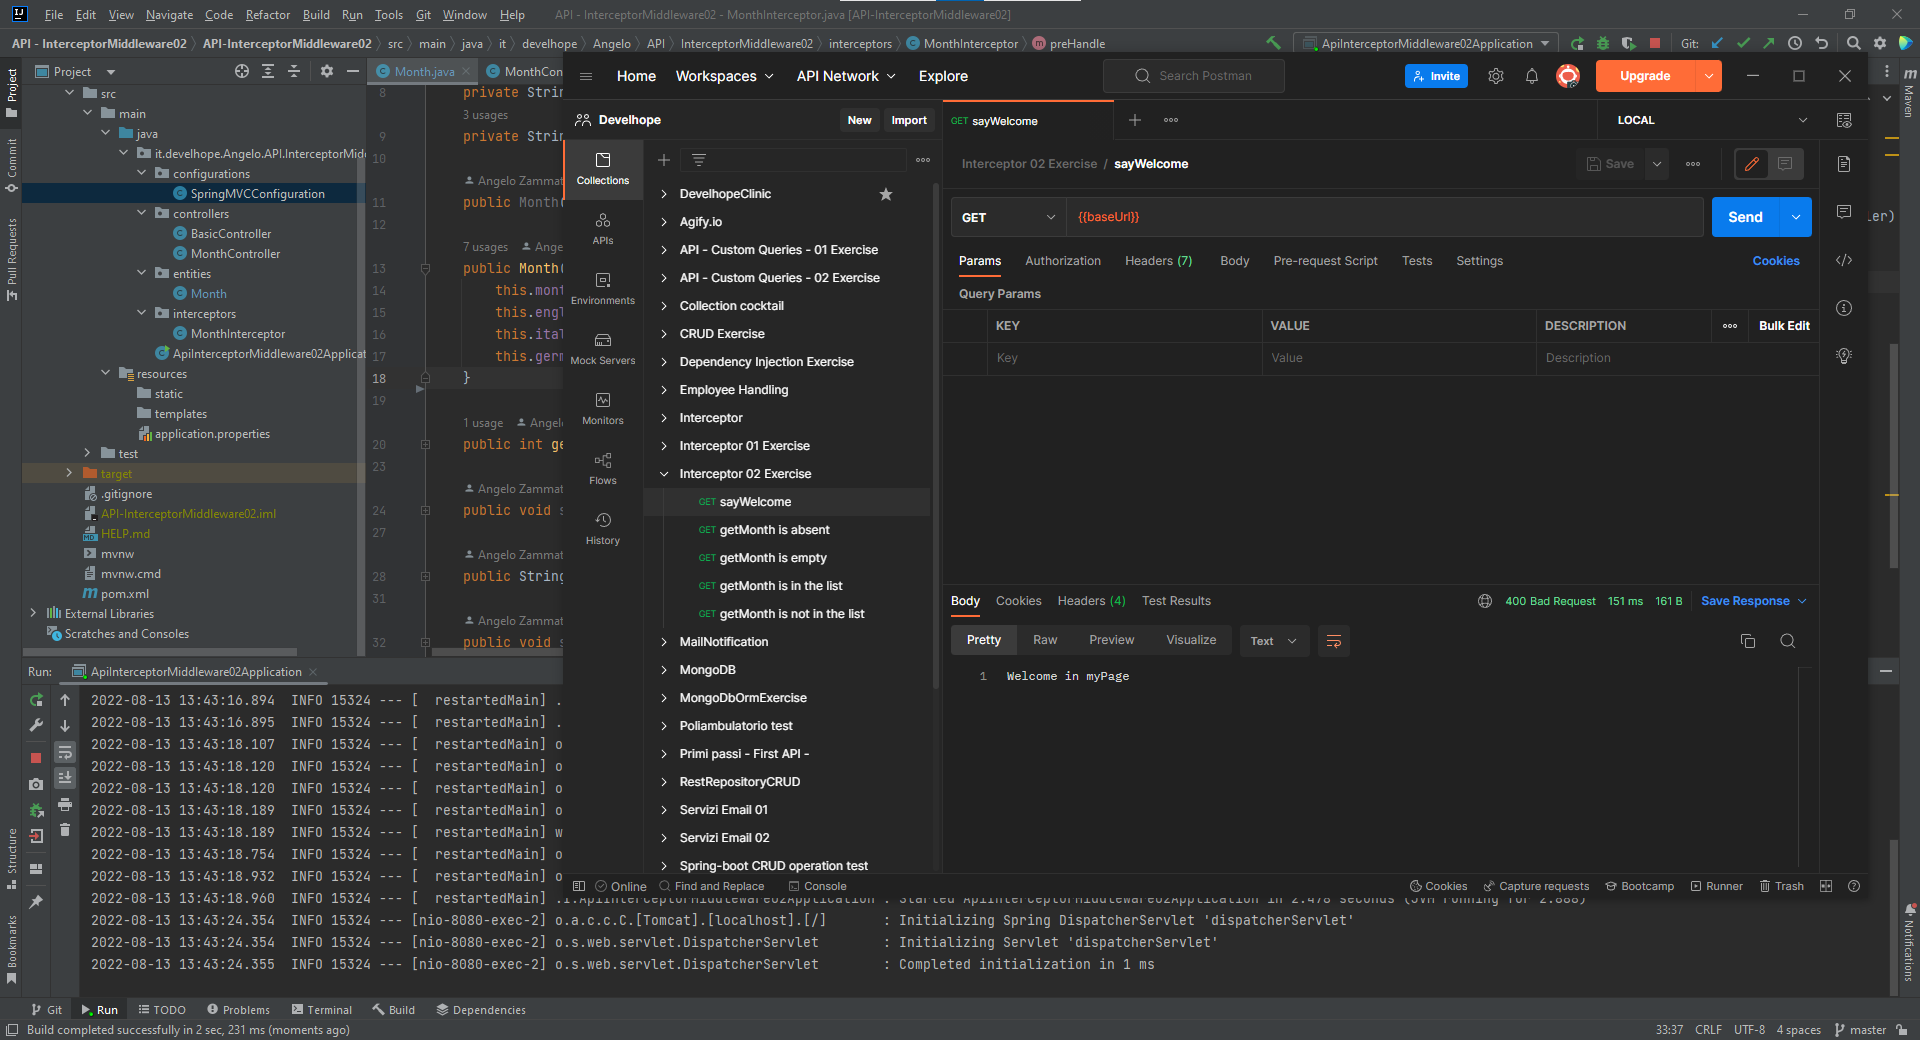 File Edit View Navigate Code Refactor Build Run Tools Git Window Help API - InterceptorMiddleware02 - MonthInterceptor.java [API-InterceptorMiddleware02]
API - InterceptorMiddleware02 API-InterceptorMiddleware02 src main java it develhope Angelo API InterceptorMiddleware02 interceptors MonthInterceptor preHandle ApiInterceptorMiddleware02Application Git:
Project
Month.java MonthCon
Project
Commit
Pull Requests
Structure
Bookmarks
Maven
Notifications
src
main
java
it.develhope.Angelo.API.InterceptorMid
configurations
SpringMVCConfiguration
controllers
BasicController
MonthController
entities
Month
interceptors
MonthInterceptor
ApiInterceptorMiddleware02Applicat
resources
static
templates
application.properties
test
target
.gitignore
API-InterceptorMiddleware02.iml
HELP.md
mvnw
mvnw.cmd
pom.xml
External Libraries
Scratches and Consoles
8 private Strin
3 usages
9 private Strin
10
Angelo Zammat
11 public Month(
12
7 usages Ange
13 public Month(
14 this.mont
15 this.engl
16 this.ital
17 this.germ
18 }
19
1 usage Angel
20 public int ge
23
Angelo Zammat
24 public void s
27
Angelo Zammat
28 public String
31
Angelo Zammat
32 public void s
ler)
Home Workspaces API Network Explore Search Postman Invite Upgrade
Develhope New Import
GET sayWelcome LOCAL
Collections
APIs
Environments
Mock Servers
Monitors
Flows
History
DevelhopeClinic
Agify.io
API - Custom Queries - 01 Exercise
API - Custom Queries - 02 Exercise
Collection cocktail
CRUD Exercise
Dependency Injection Exercise
Employee Handling
Interceptor
Interceptor 01 Exercise
Interceptor 02 Exercise
GET sayWelcome
GET getMonth is absent
GET getMonth is empty
GET getMonth is in the list
GET getMonth is not in the list
MailNotification
MongoDB
MongoDbOrmExercise
Poliambulatorio test
Primi passi - First API -
RestRepositoryCRUD
Servizi Email 01
Servizi Email 02
Spring-boot CRUD operation test
Interceptor 02 Exercise / sayWelcome Save
GET {{baseUrl}} Send
Params Authorization Headers (7) Body Pre-request Script Tests Settings Cookies
Query Params
KEY VALUE DESCRIPTION Bulk Edit
Key Value Description
Body Cookies Headers (4) Test Results 400 Bad Request 151 ms 161 B Save Response
Pretty Raw Preview Visualize Text
1 Welcome in myPage
Online Find and Replace Console Cookies Capture requests Bootcamp Runner Trash
Run: ApiInterceptorMiddleware02Application
2022-08-13 13:43:16.894 INFO 15324 --- [ restartedMain] .
2022-08-13 13:43:16.895 INFO 15324 --- [ restartedMain] .
2022-08-13 13:43:18.107 INFO 15324 --- [ restartedMain] o
2022-08-13 13:43:18.120 INFO 15324 --- [ restartedMain] o
2022-08-13 13:43:18.120 INFO 15324 --- [ restartedMain] o
2022-08-13 13:43:18.189 INFO 15324 --- [ restartedMain] o
2022-08-13 13:43:18.189 INFO 15324 --- [ restartedMain] w
2022-08-13 13:43:18.754 INFO 15324 --- [ restartedMain] o
2022-08-13 13:43:18.932 INFO 15324 --- [ restartedMain] o
2022-08-13 13:43:18.960 INFO 15324 --- [ restartedMain] .i.ApiInterceptorMiddleware02Application : Started ApiInterceptorMiddleware02Application in 2.478 seconds (JVM running for 2.888)
2022-08-13 13:43:24.354 INFO 15324 --- [nio-8080-exec-2] o.a.c.c.C.[Tomcat].[localhost].[/] : Initializing Spring DispatcherServlet 'dispatcherServlet'
2022-08-13 13:43:24.354 INFO 15324 --- [nio-8080-exec-2] o.s.web.servlet.DispatcherServlet : Initializing Servlet 'dispatcherServlet'
2022-08-13 13:43:24.355 INFO 15324 --- [nio-8080-exec-2] o.s.web.servlet.DispatcherServlet : Completed initialization in 1 ms
Git Run TODO Problems Terminal Build Dependencies
Build completed successfully in 2 sec, 231 ms (moments ago) 33:37 CRLF UTF-8 4 spaces master